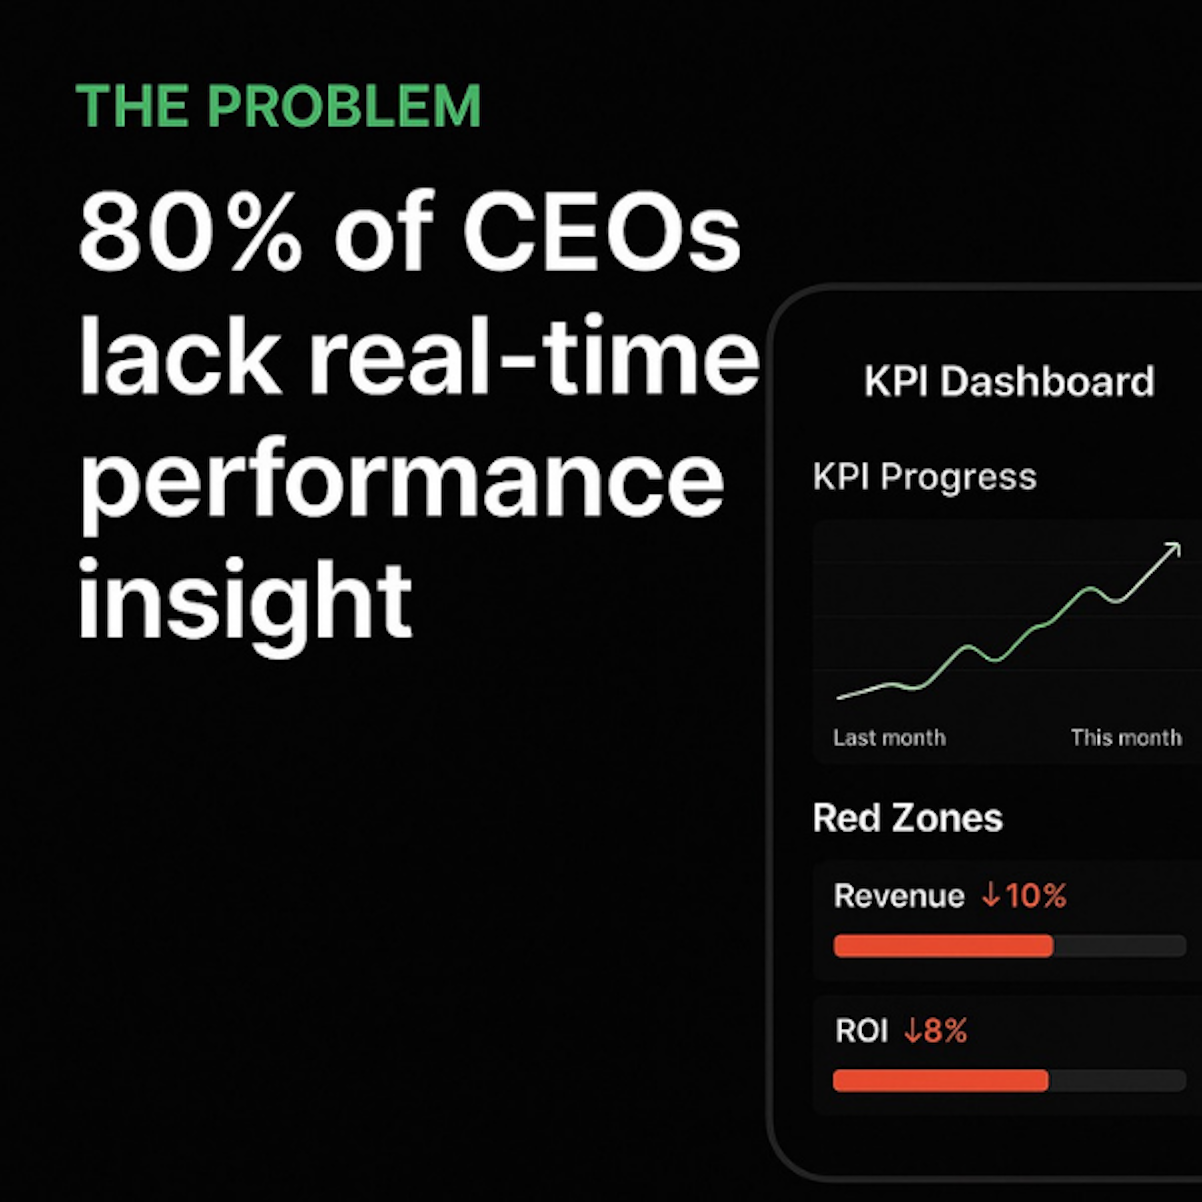 THE PROBLEM
80% of CEOs
lack real-time
performance
insight
KPI Dashboard
KPI Progress
Last month This month
Red Zones
Revenue ↓10%
ROI ↓8%